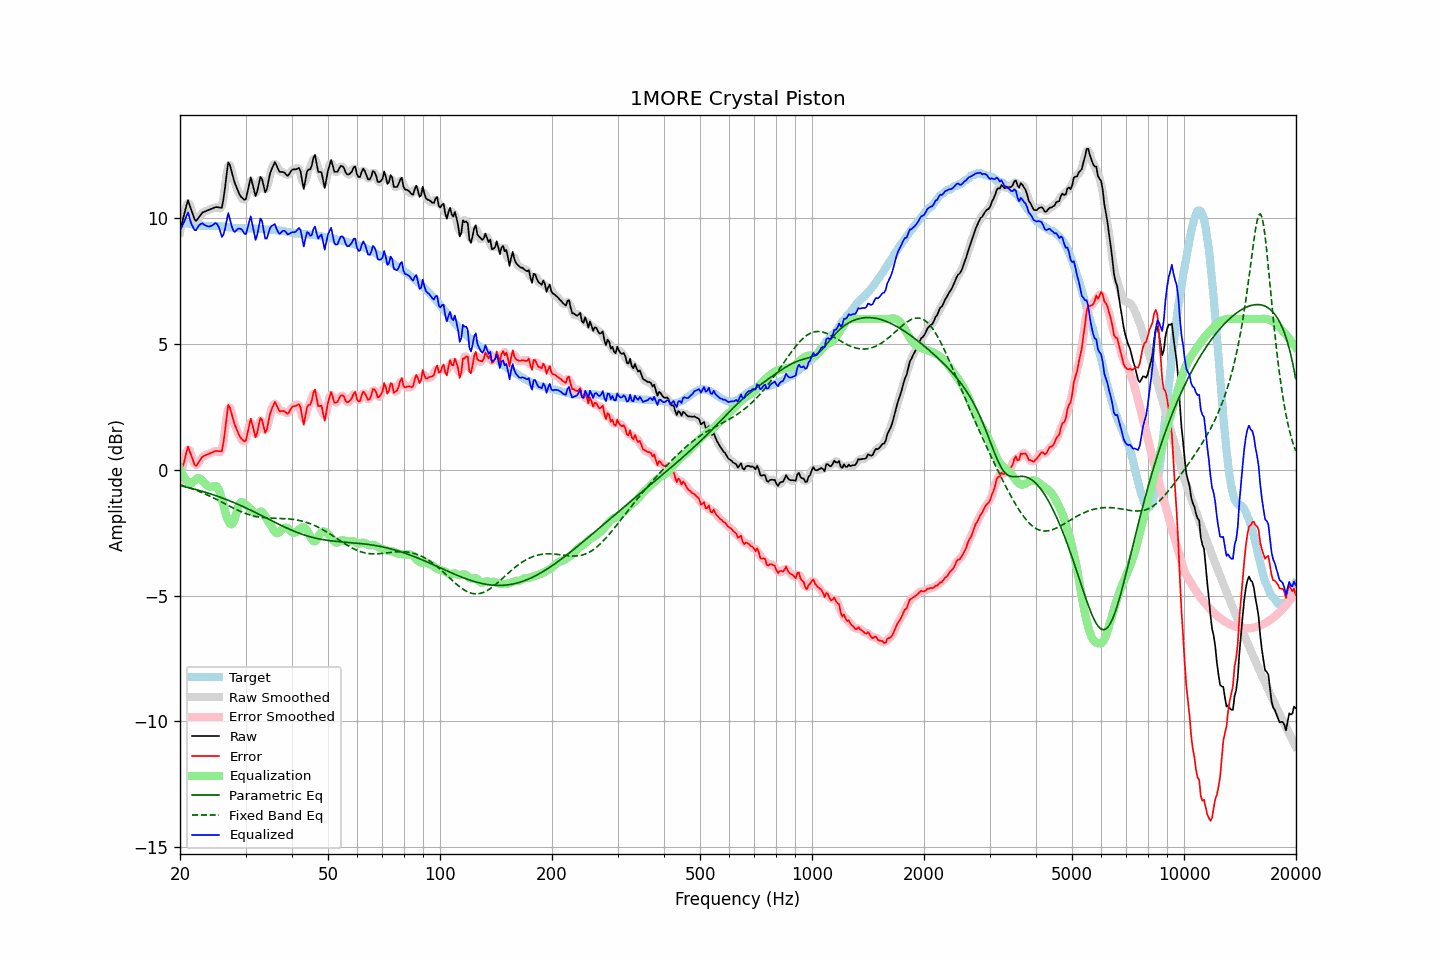 1MORE Crystal Piston
Amplitude (dBr)
10
5
0
−5
−10
−15
Target
Raw Smoothed
Error Smoothed
Raw
Error
Equalization
Parametric Eq
Fixed Band Eq
Equalized
20 50 100 200 500 1000 2000 5000 10000 20000
Frequency (Hz)